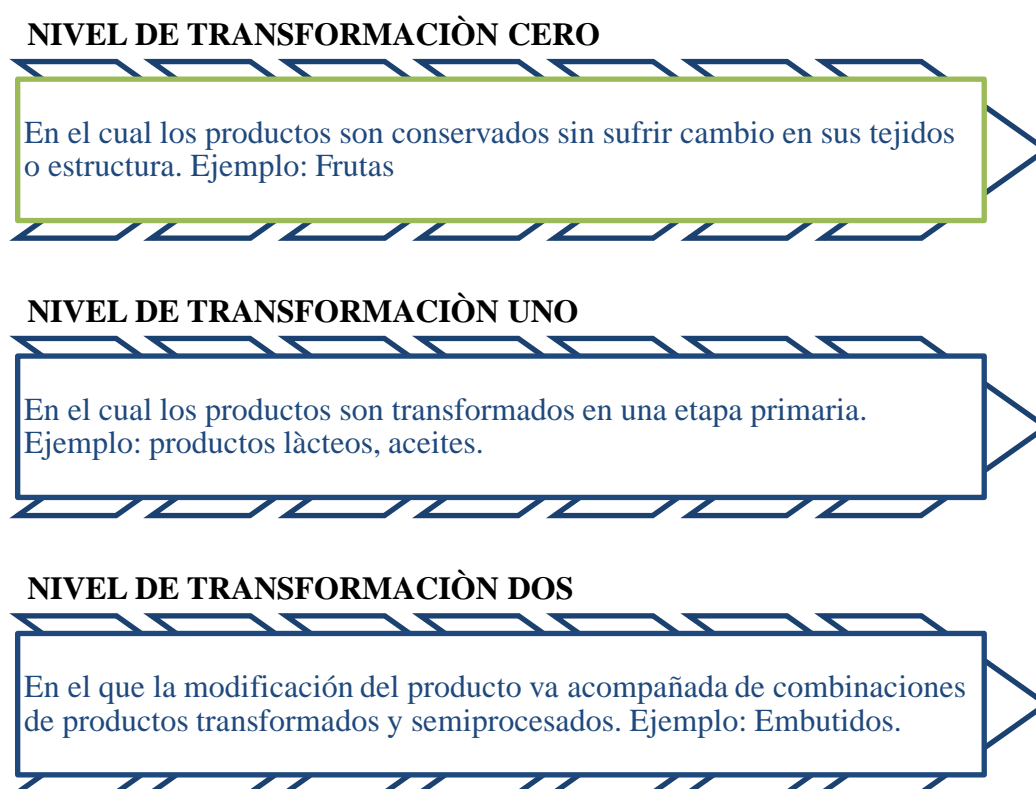 NIVEL DE TRANSFORMACIÒN CERO
En el cual los productos son conservados sin sufrir cambio en sus tejidos
o estructura. Ejemplo: Frutas
NIVEL DE TRANSFORMACIÒN UNO
En el cual los productos son transformados en una etapa primaria.
Ejemplo: productos làcteos, aceites.
NIVEL DE TRANSFORMACIÒN DOS
En el que la modificación del producto va acompañada de combinaciones
de productos transformados y semiprocesados. Ejemplo: Embutidos.